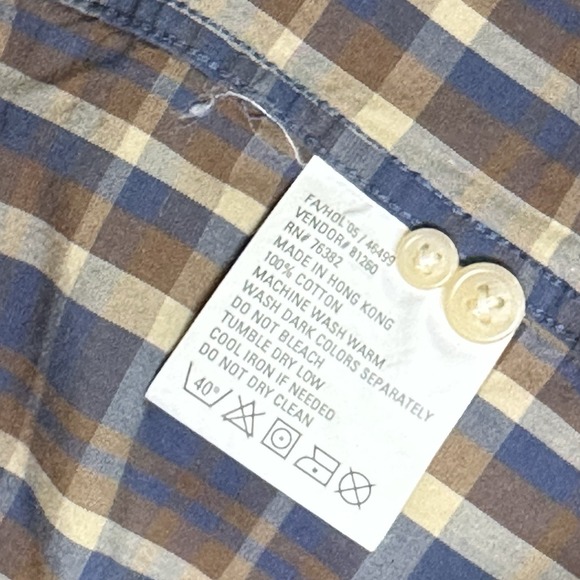 FA/HOL'05 / 46499
VENDOR# 81260
RN# 76382
MADE IN HONG KONG
100% COTTON
MACHINE WASH WARM
WASH DARK COLORS SEPARATELY
DO NOT BLEACH
TUMBLE DRY LOW
COOL IRON IF NEEDED
DO NOT DRY CLEAN
40°